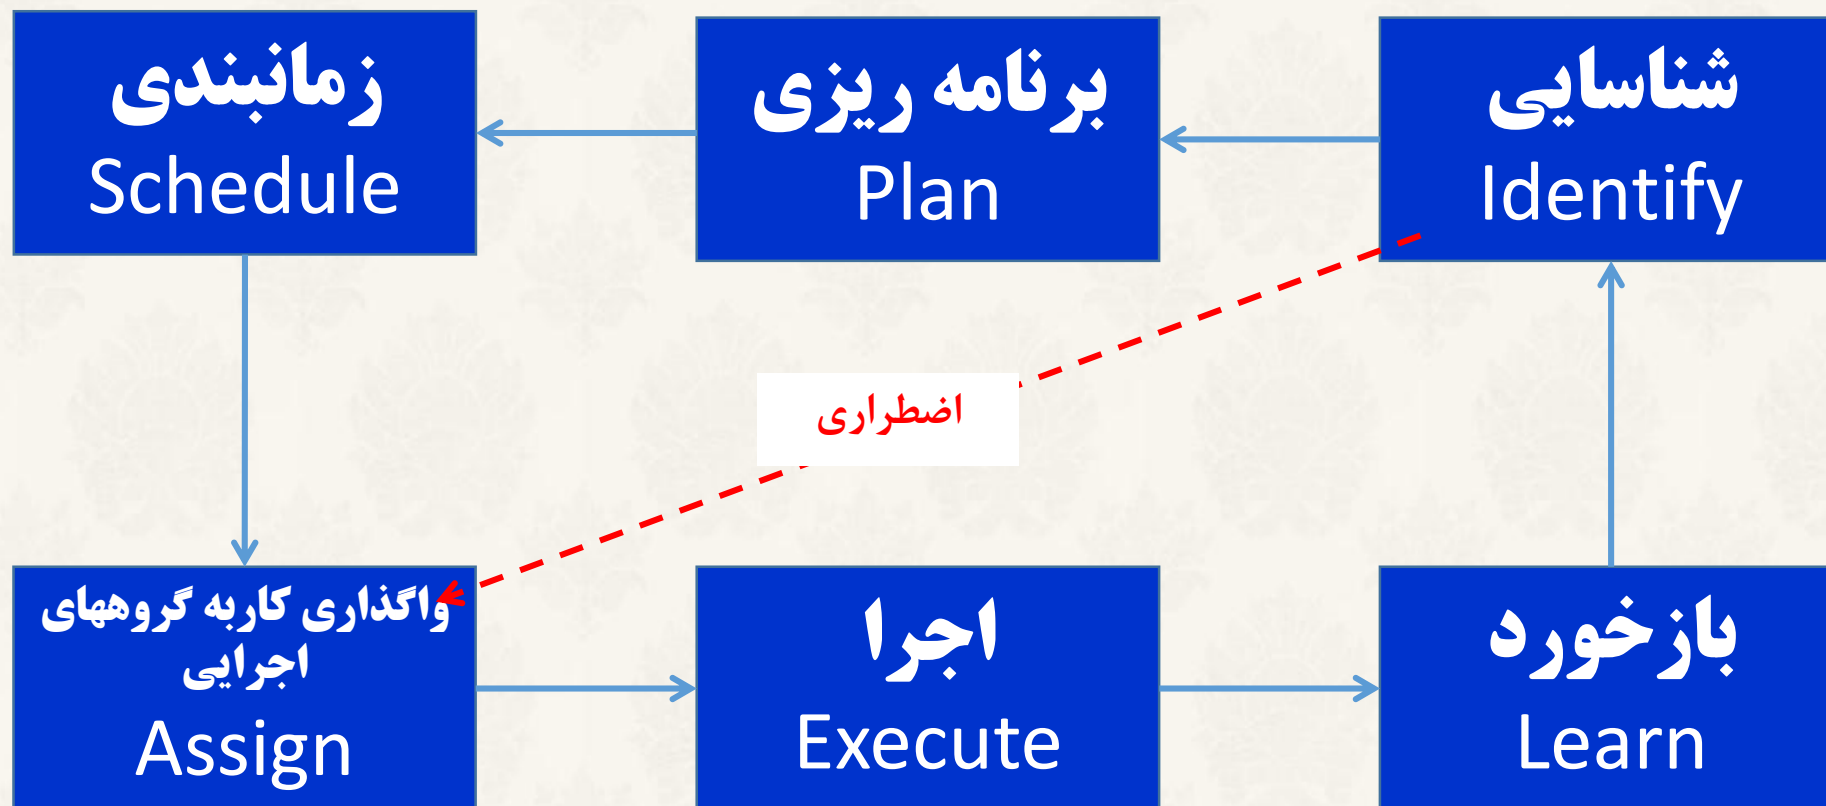 شناسایی
Identify
برنامه ریزی
Plan
زمانبندی
Schedule
اضطراری
واگذاری کاربه گروههای
اجرایی
Assign
اجرا
Execute
بازخورد
Learn